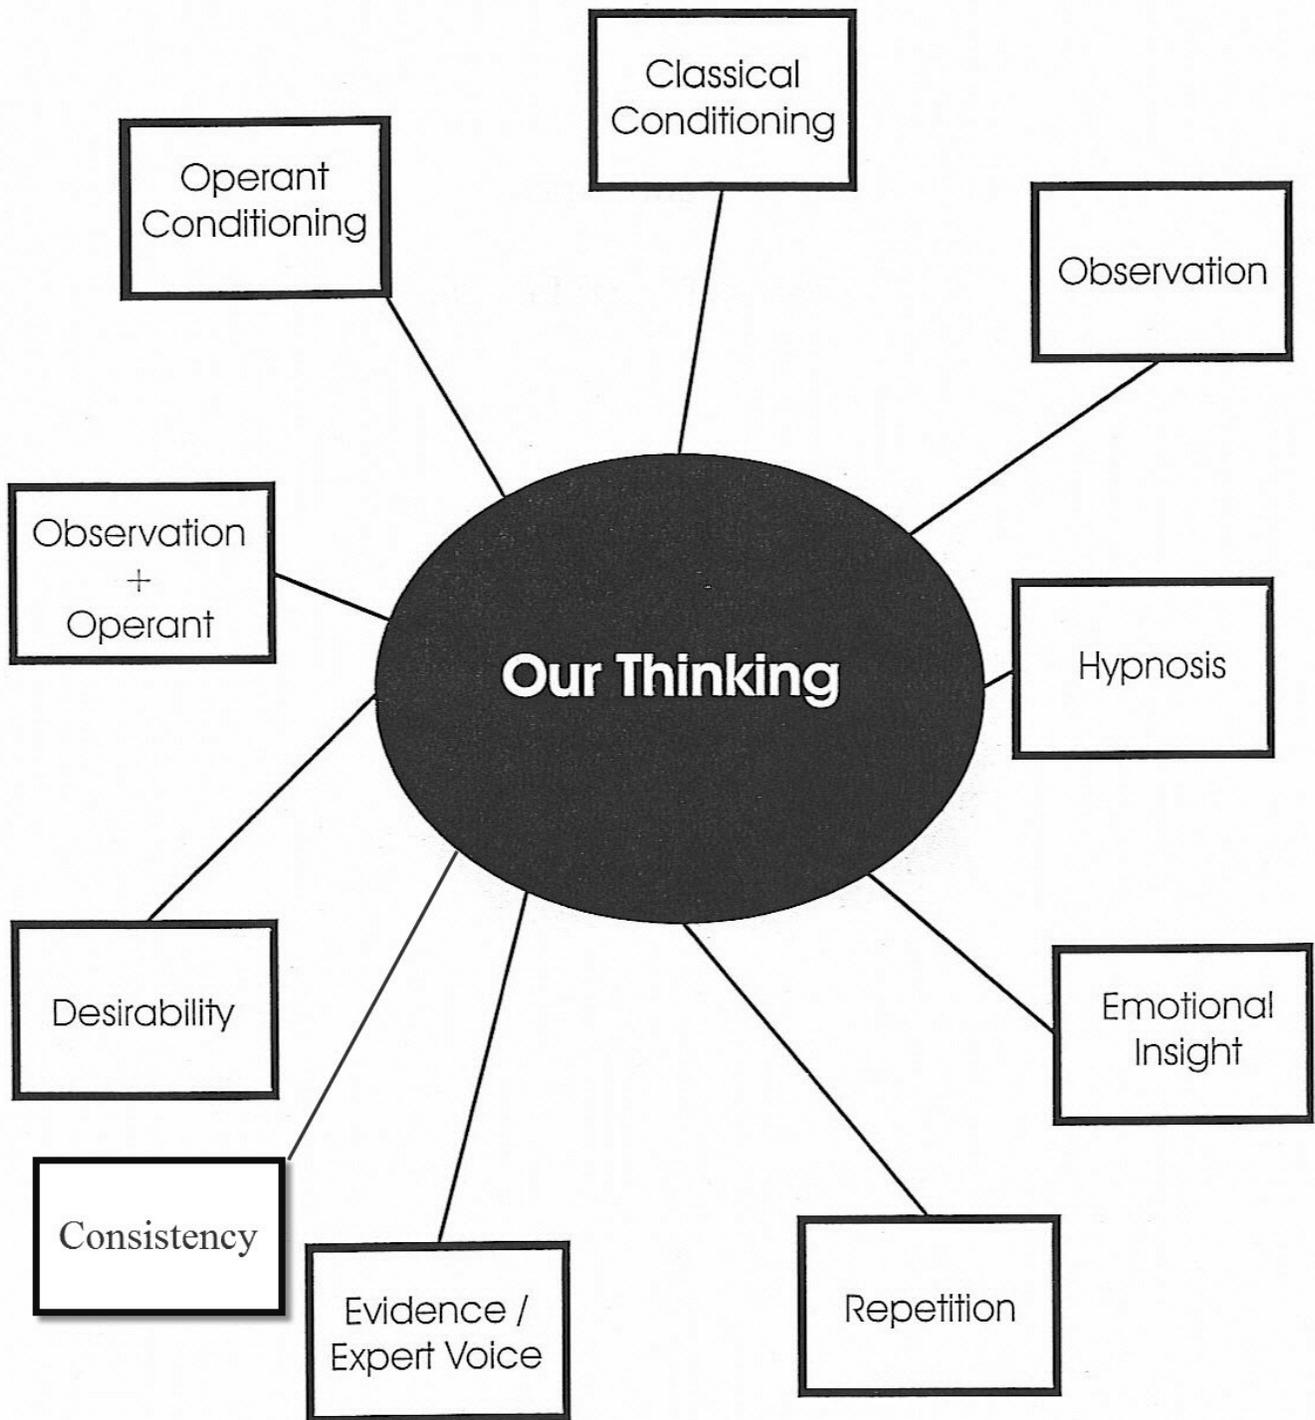 Classical
Conditioning
Operant
Conditioning
Observation
Observation
+
Operant
Our Thinking
Hypnosis
Desirability
Emotional
Insight
Consistency
Evidence /
Expert Voice
Repetition